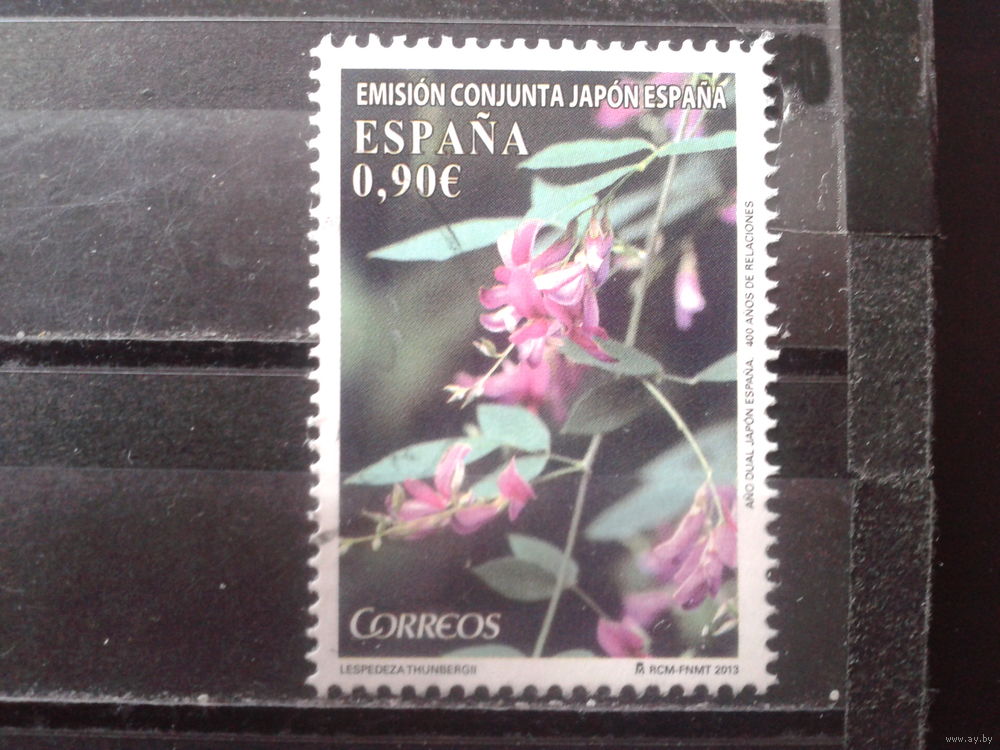 EMISIÓN CONJUNTA JAPÓN ESPAÑA
ESPAÑA
0,90€
AÑO DUAL JAPÓN ESPAÑA. 400 AÑOS DE RELACIONES
CORREOS
LESPEDEZA THUNBERGII
RCM-FNMT 2013
www.ay.by